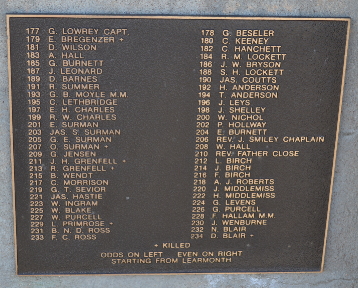 177 G. LOWREY CAPT.
179 E. BREGENZER +
181 D. WILSON
183 A. HALL
185 G. BURNETT
187 J. LEONARD
189 D. BARNES
191 R. SUMMER
193 G. B. MOYLE M.M.
195 C. LETHBRIDGE
197 E. H. CHARLES
199 R. W. CHARLES
201 E. SURMAN
203 JAS. S. SURMAN
205 G. E. SURMAN
207 O. SURMAN +
209 G. JENSEN
211 J. H. GRENFELL +
213 R. GRENFELL +
215 B. WENDT
217 C. MORRISON
219 G. T. SEVIOR
221 JAS. HASTIE
223 W. INGRAM
225 W. BLAKE
227 W. PURCELL
229 L. PRIMROSE +
231 B. N. D. ROSS
233 F. C. ROSS
178 G. BESELER
180 C. KEENEY
182 C. HANCHETT
184 R. M. LOCKETT
186 J. W. BRYSON
188 S. H. LOCKETT
190 JAS. COUTTS
192 H. ANDERSON
194 T. ANDERSON
196 J. LEYS
198 J. SHELLEY
200 W. NICHOL
202 P. HOLWAY
204 E. BURNETT
206 REV. J. SMILEY CHAPLAIN
208 W. HALL
210 REV. FATHER CLOSE
212 L. BIRCH
214 J. BIRCH
216 F. BIRCH
218 A. J. ROBERTS
220 J. MIDDLEMISS
222 H. MIDDLEMISS
224 G. LEVENS
226 G. PURCELL
228 F. HALLAM M.M.
230 J. WENBURNE
232 N. BLAIR
234 D. BLAIR +
+ KILLED
ODDS ON LEFT EVEN ON RIGHT
STARTING FROM LEARMONTH